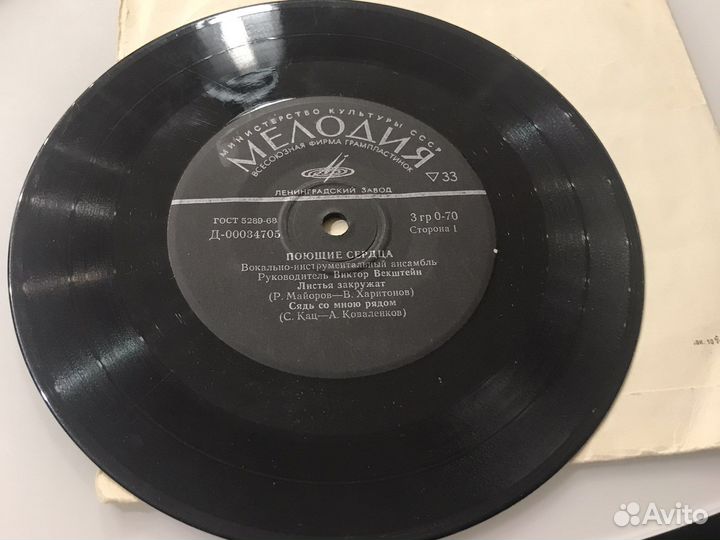 МИНИСТЕРСТВО КУЛЬТУРЫ СССР
МЕЛОДИЯ
ВСЕСОЮЗНАЯ ФИРМА ГРАМПЛАСТИНОК
▽33
ЛЕНИНГРАДСКИЙ ЗАВОД
ГОСТ 5289-68
3 гр 0-70
Д-00034705
Сторона 1
ПОЮЩИЕ СЕРДЦА
Вокально-инструментальный ансамбль
Руководитель Виктор Векштейн
Листья закружат
(Р. Майоров—В. Харитонов)
Сядь со мною рядом
(С. Кац—А. Коваленков)
Avito